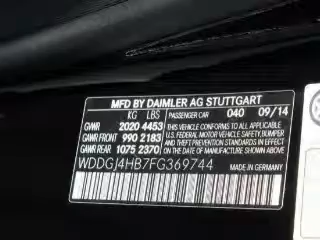 MFD BY DAIMLER AG STUTTGART
KG LBS PASSENGER CAR 040 09/14
GVWR 2020 4453
GAWR FRONT 990 2183
GAWR REAR 1075 2370
THIS VEHICLE CONFORMS TO ALL APPLICABLE
U.S. FEDERAL MOTOR VEHICLE SAFETY, BUMPER,
AND THEFT PREVENTION STANDARDS IN EFFECT
ON THE DATE OF MANUFACTURE SHOWN ABOVE.
WDDGJ4HB7FG369744
MADE IN GERMANY